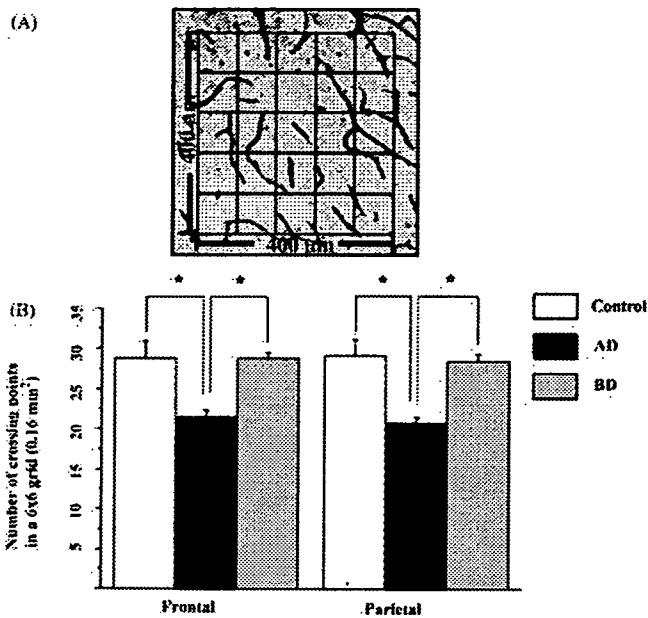 (A)
400 μm
400 μm
(B)
* * * *
Number of crossing points
in a 6x6 grid (0.16 mm²)
35
30
25
20
15
10
5
Frontal Parietal
Control
AD
BD